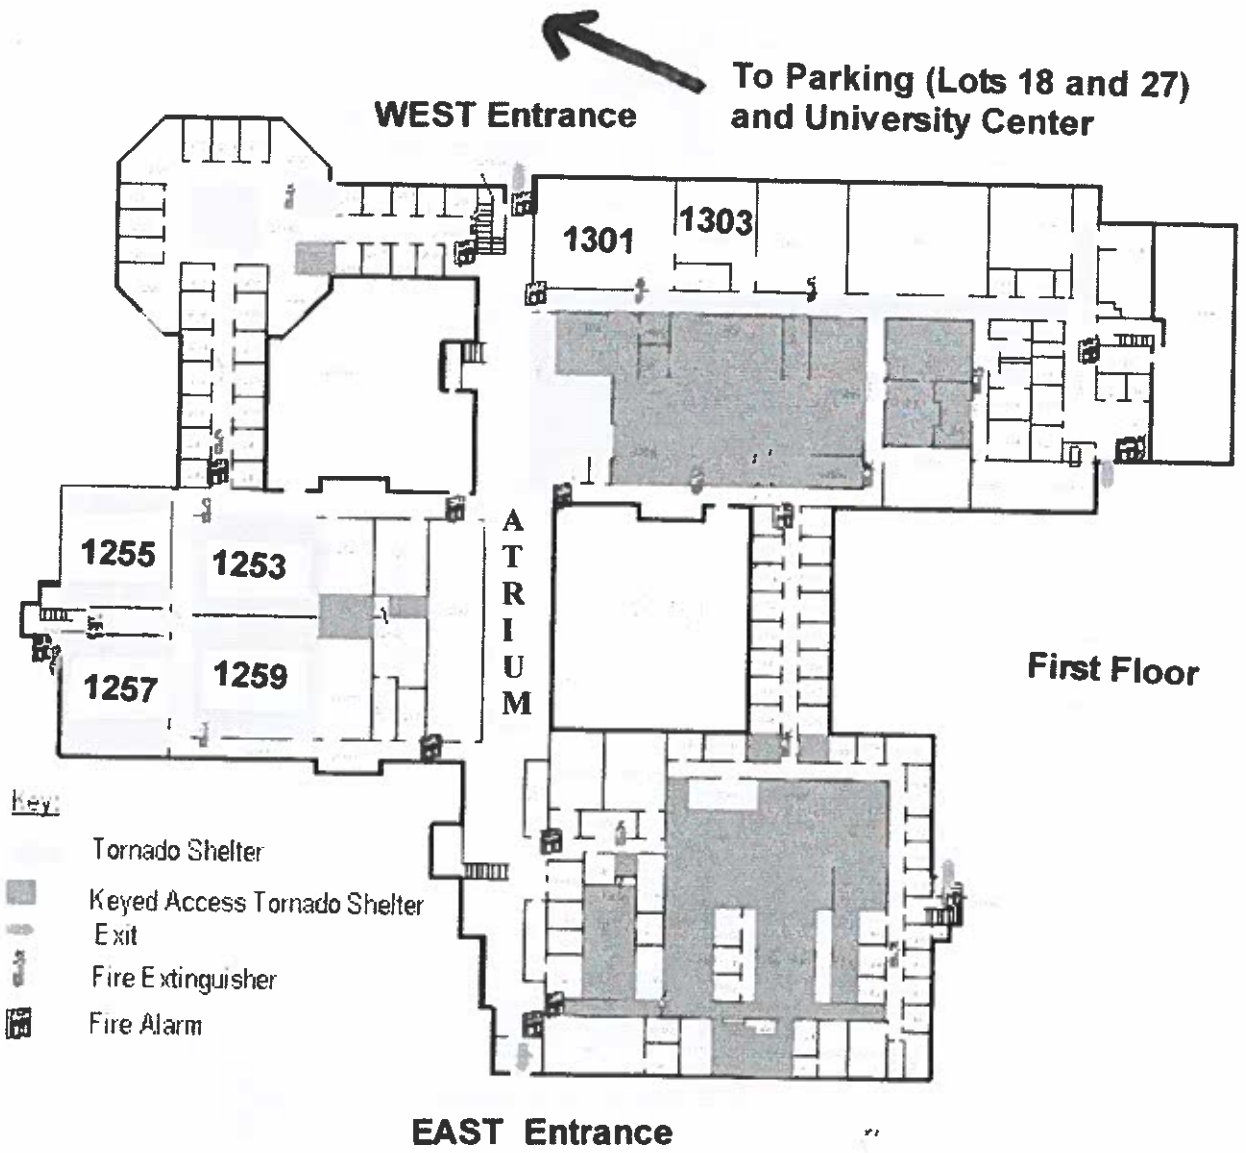 To Parking (Lots 18 and 27)
and University Center
WEST Entrance
1301
1303
ATRIUM
1255
1253
1257
1259
First Floor
Key:
Tornado Shelter
Keyed Access Tornado Shelter
Exit
Fire Extinguisher
Fire Alarm
EAST Entrance